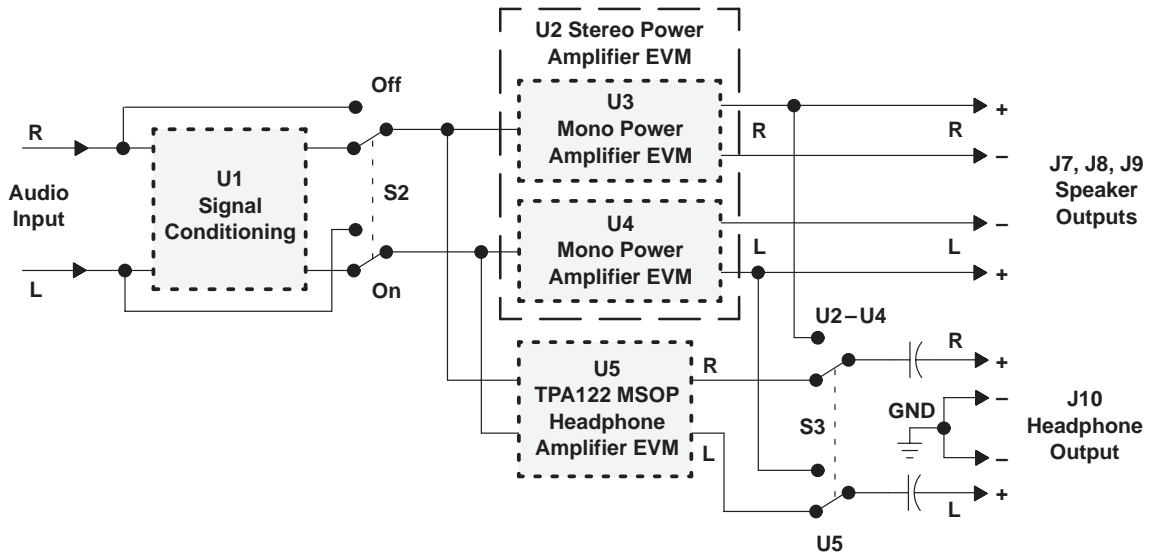 U2 Stereo Power
Amplifier EVM
Off
R
Audio
Input
L
U1
Signal
Conditioning
S2
On
U3
Mono Power
Amplifier EVM
R
U4
Mono Power
Amplifier EVM
L
R
+
–
–
L
+
J7, J8, J9
Speaker
Outputs
U2–U4
U5
TPA122 MSOP
Headphone
Amplifier EVM
R
L
S3
U5
R
+
GND
–
–
L
+
J10
Headphone
Output